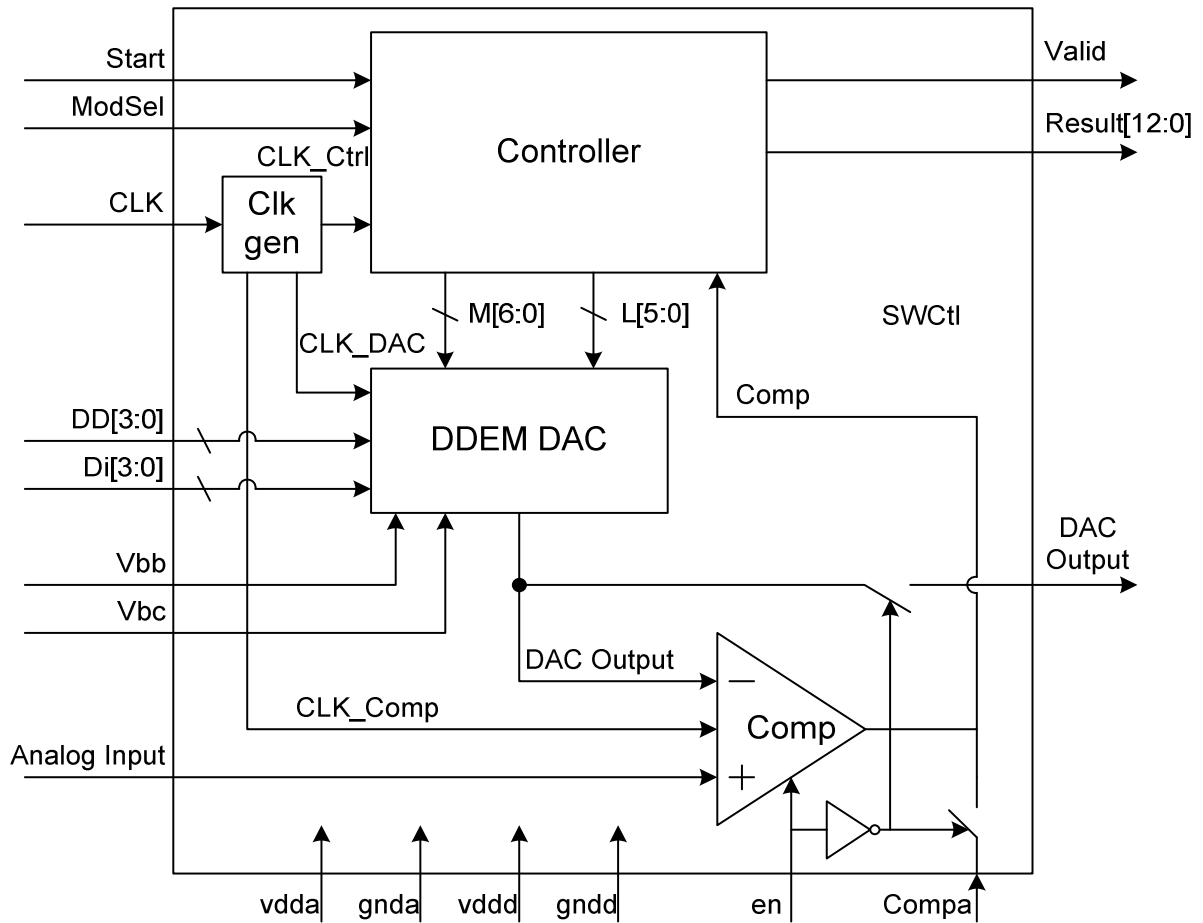 Start
Valid
ModSel
Result[12:0]
Controller
CLK_Ctrl
CLK
Clk
gen
M[6:0]
L[5:0]
SWCtl
CLK_DAC
Comp
DD[3:0]
DDEM DAC
Di[3:0]
DAC
Output
Vbb
Vbc
DAC Output
−
CLK_Comp
Comp
Analog Input
+
vdda
gnda
vddd
gndd
en
Compa